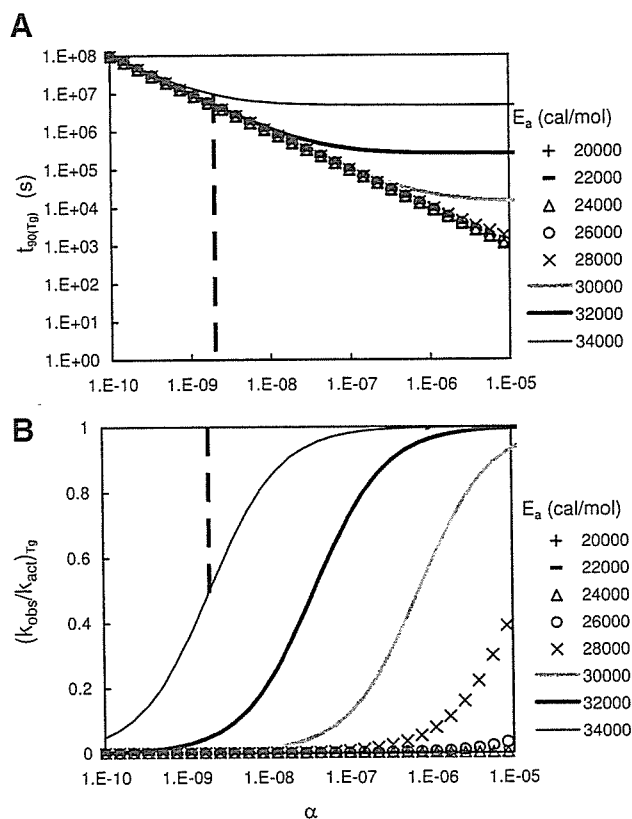 A
1.E+08
1.E+07
1.E+06
1.E+05
1.E+04
1.E+03
1.E+02
1.E+01
1.E+00
t90(Tg) (s)
1.E-10 1.E-09 1.E-08 1.E-07 1.E-06 1.E-05
Ea (cal/mol)
20000
22000
24000
26000
28000
30000
32000
34000
B
1
0.8
0.6
0.4
0.2
0
(kobs/kact)Tg
1.E-10 1.E-09 1.E-08 1.E-07 1.E-06 1.E-05
α
Ea (cal/mol)
20000
22000
24000
26000
28000
30000
32000
34000